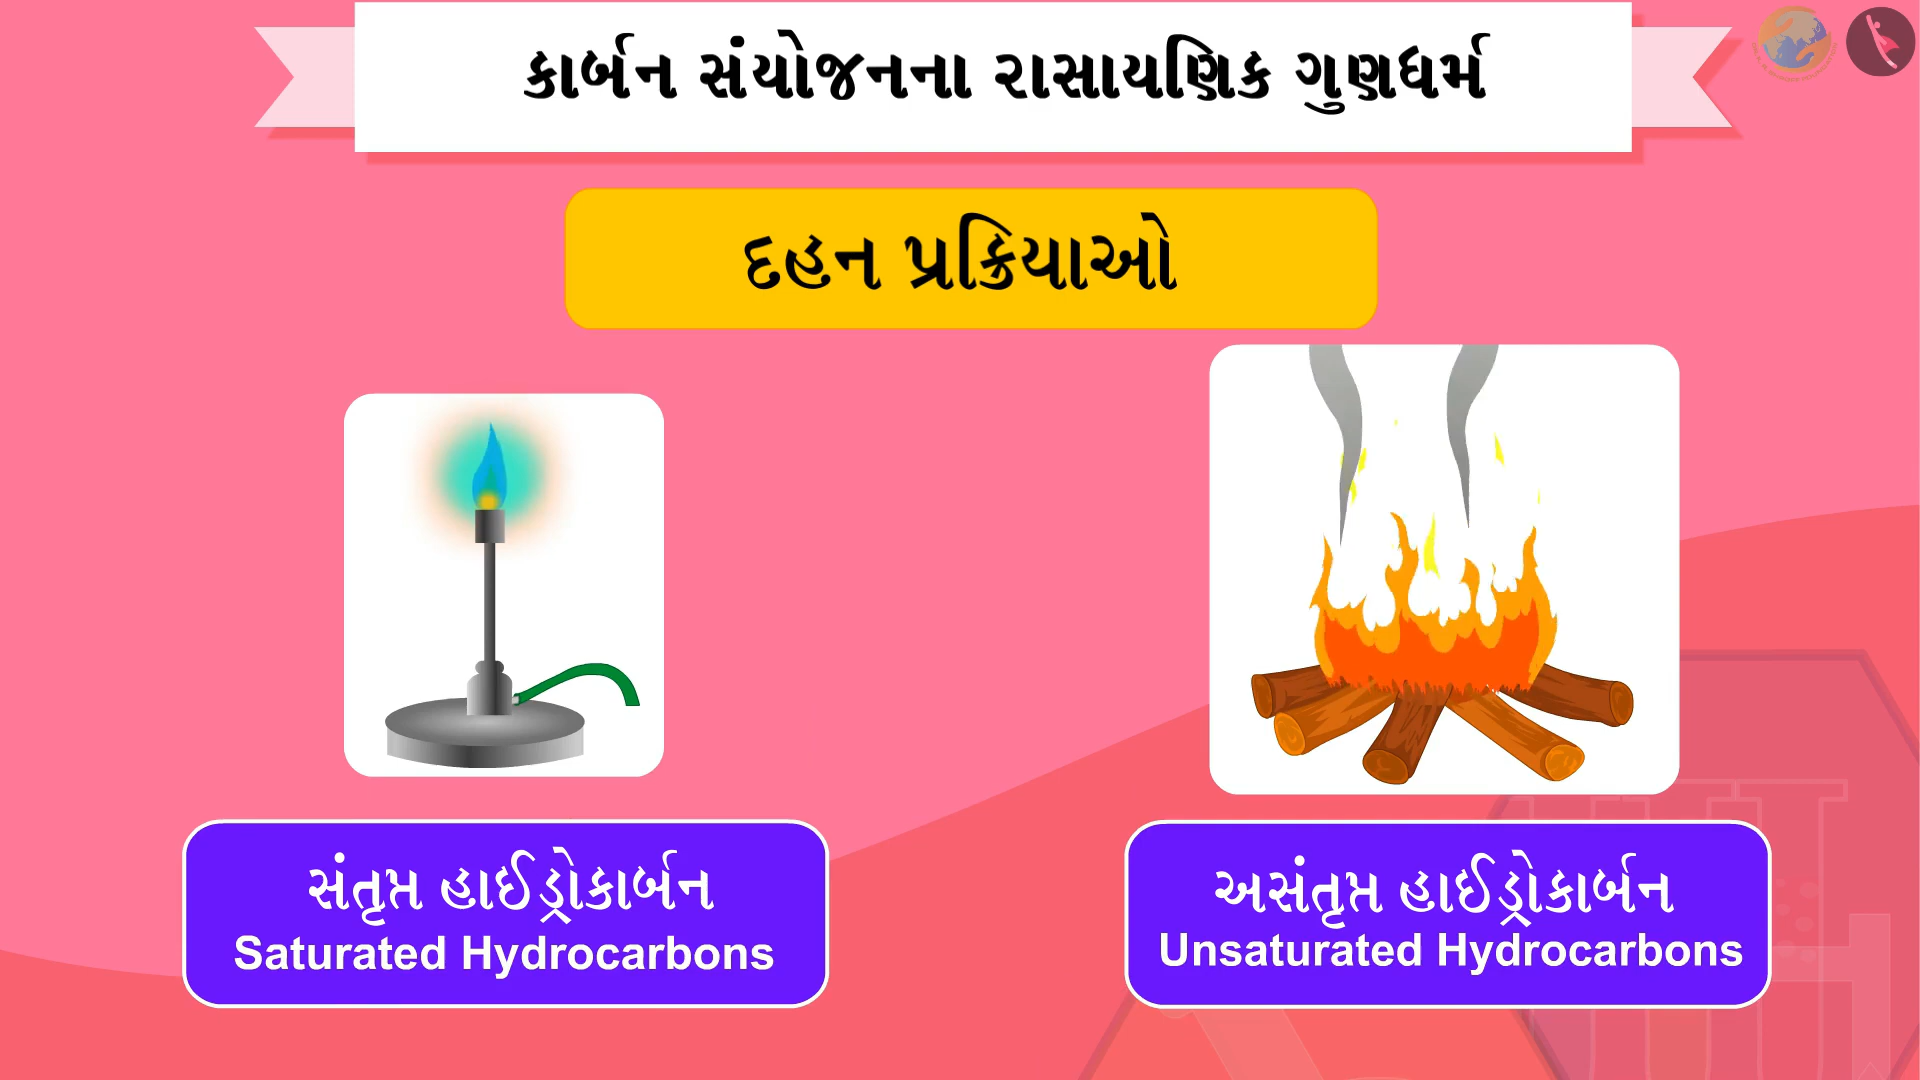 કાર્બન સંયોજનના રાસાયણિક ગુણધર્મ
દહન પ્રક્રિયાઓ
સંતૃપ્ત હાઈડ્રોકાર્બન
Saturated Hydrocarbons
અસંતૃપ્ત હાઈડ્રોકાર્બન
Unsaturated Hydrocarbons